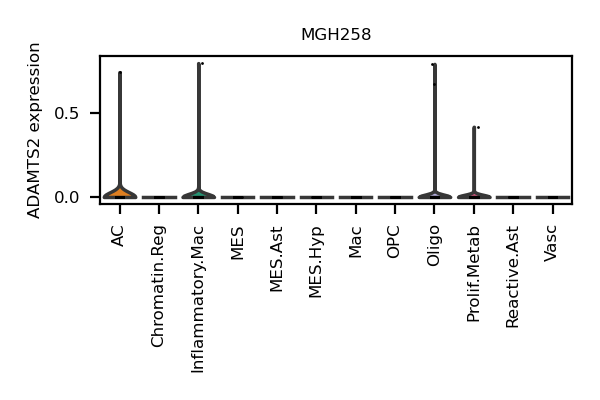 MGH258
ADAMTS2 expression
0.5
0.0
AC
Chromatin.Reg
Inflammatory.Mac
MES
MES.Ast
MES.Hyp
Mac
OPC
Oligo
Prolif.Metab
Reactive.Ast
Vasc